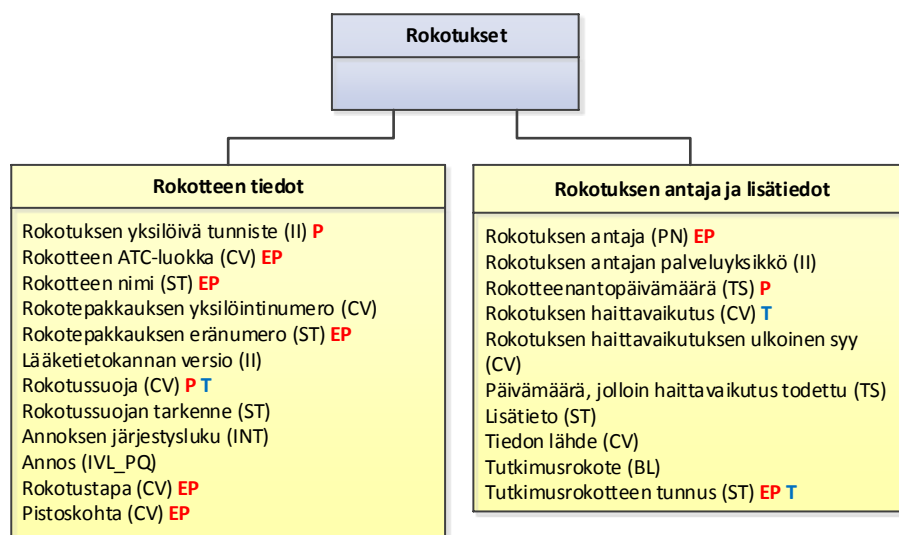 Rokotukset
Rokotteen tiedot
Rokotuksen yksilöivä tunniste (II) P
Rokotteen ATC-luokka (CV) EP
Rokotteen nimi (ST) EP
Rokotepakkauksen yksilöintinumero (CV)
Rokotepakkauksen eränumero (ST) EP
Lääketietokannan versio (II)
Rokotussuoja (CV) P T
Rokotussuojan tarkenne (ST)
Annoksen järjestysluku (INT)
Annos (IVL_PQ)
Rokotustapa (CV) EP
Pistoskohta (CV) EP
Rokotuksen antaja ja lisätiedot
Rokotuksen antaja (PN) EP
Rokotuksen antajan palveluyksikkö (II)
Rokotteenantopäivämäärä (TS) P
Rokotuksen haittavaikutus (CV) T
Rokotuksen haittavaikutuksen ulkoinen syy
(CV)
Päivämäärä, jolloin haittavaikutus todettu (TS)
Lisätieto (ST)
Tiedon lähde (CV)
Tutkimusrokote (BL)
Tutkimusrokotteen tunnus (ST) EP T